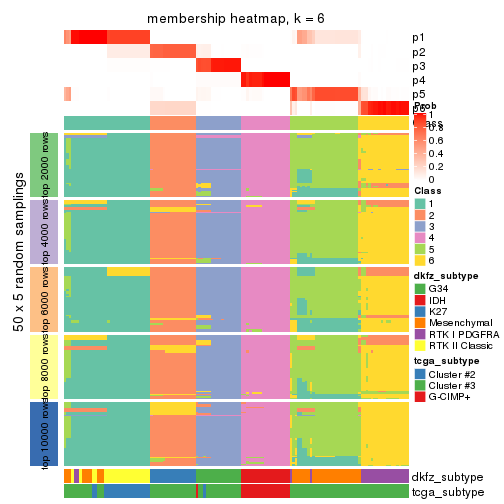 membership heatmap, k = 6
p1
p2
p3
p4
p5
p6
Class
50 x 5 random samplings
top 2000 rows
top 4000 rows
top 6000 rows
top 8000 rows
top 10000 rows
Prob
1
0.8
0.6
0.4
0.2
0
Class
1
2
3
4
5
6
dkfz_subtype
G34
IDH
K27
Mesenchymal
RTK I PDGFRA
RTK II Classic
tcga_subtype
Cluster #2
Cluster #3
G-CIMP+
dkfz_subtype
tcga_subtype